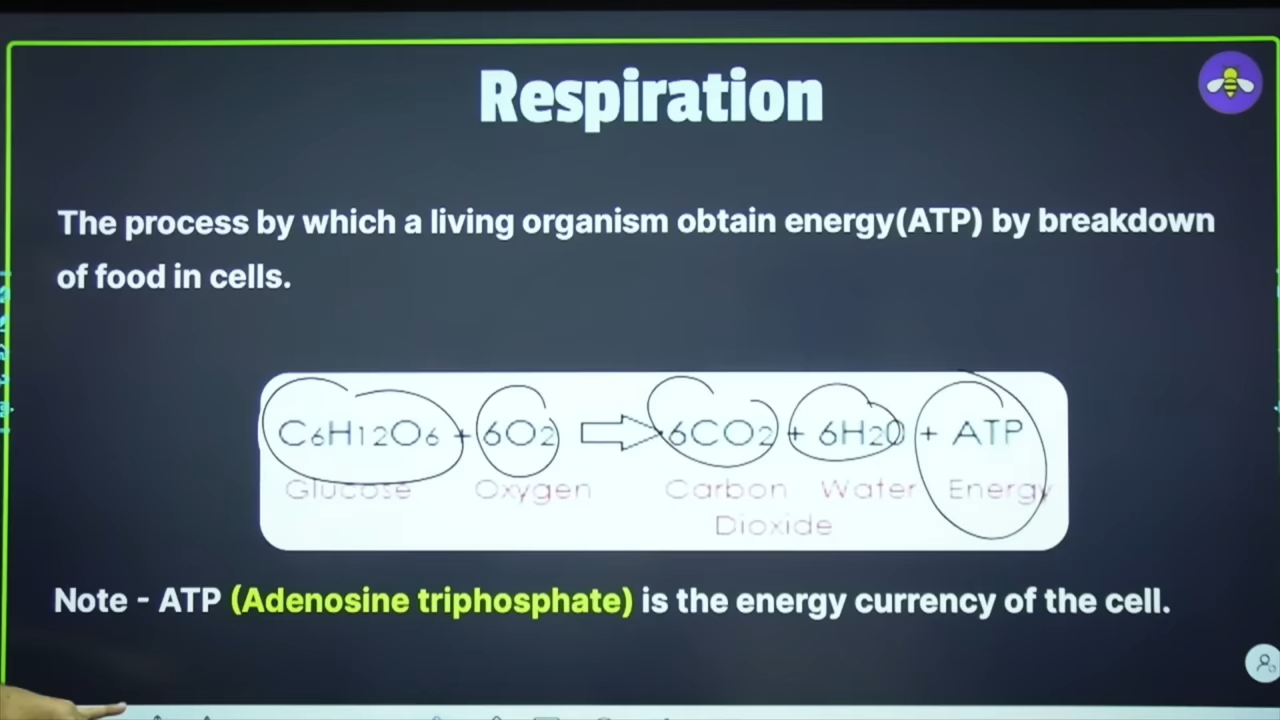 Respiration
The process by which a living organism obtain energy(ATP) by breakdown
of food in cells.
C6H12O6 + 6O2 6CO2 + 6H20 + ATP
Glucose Oxygen Carbon Water Energy
Dioxide
Note - ATP (Adenosine triphosphate) is the energy currency of the cell.